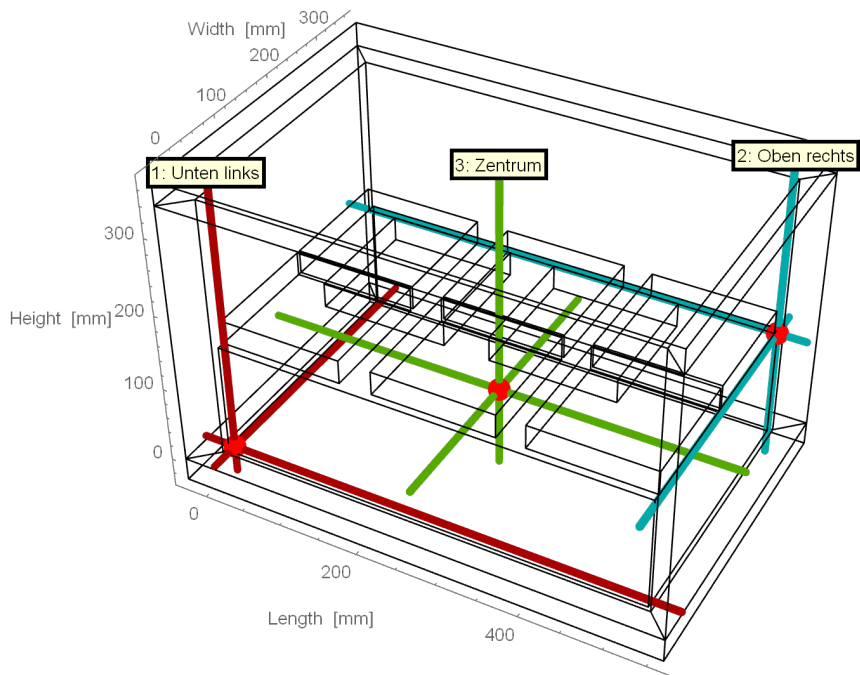 300
Width [mm]
200
100
0
1: Unten links
3: Zentrum
2: Oben rechts
300
Height [mm]
200
100
0
0
200
Length [mm]
400